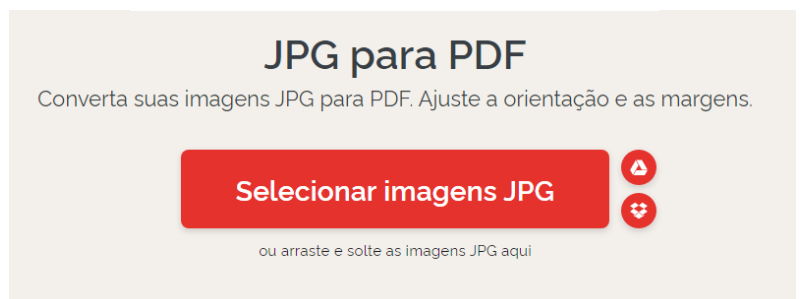 JPG para PDF
Converta suas imagens JPG para PDF. Ajuste a orientação e as margens.
Selecionar imagens JPG
ou arraste e solte as imagens JPG aqui